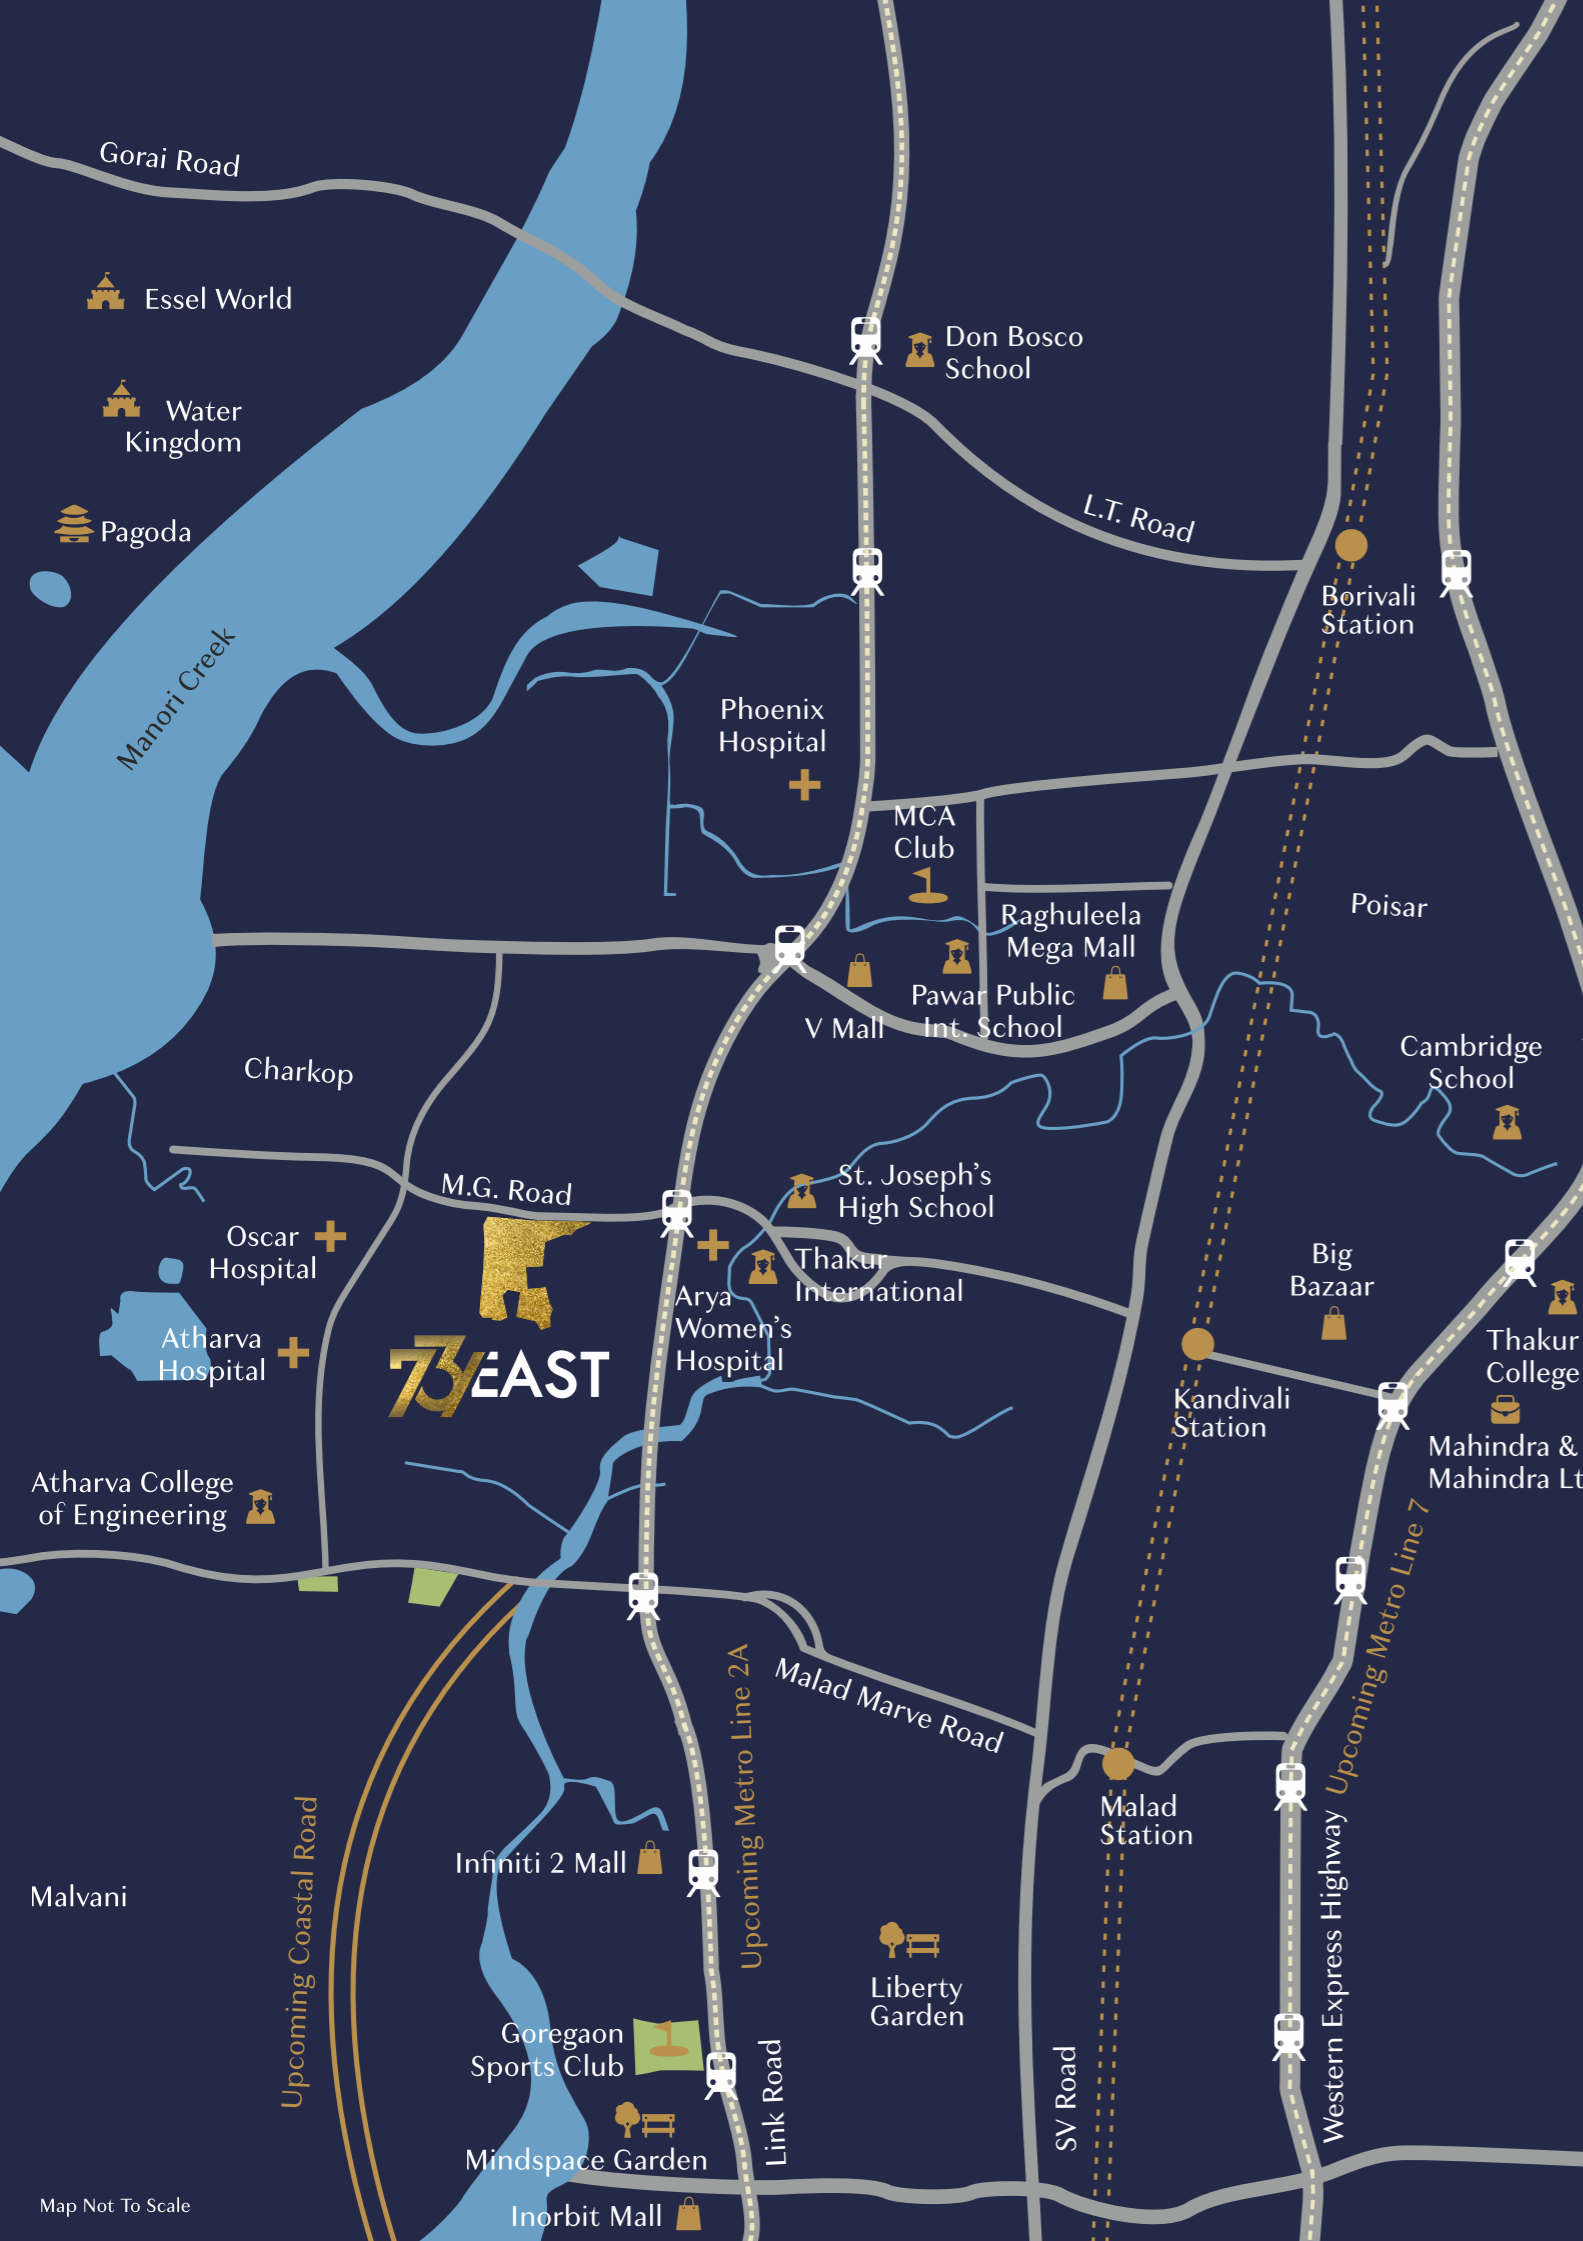 Gorai Road
Essel World
Don Bosco
School
Water
Kingdom
Pagoda
L.T. Road
Borivali
Station
Manori Creek
Phoenix
Hospital
MCA
Club
Poisar
Raghuleela
Mega Mall
Pawar Public
Int. School
V Mall
Cambridge
School
Charkop
M.G. Road
St. Joseph's
High School
Oscar
Hospital
Thakur
International
Big
Bazaar
Arya
Women's
Hospital
Atharva
Hospital
73/EAST
Thakur
College
Kandivali
Station
Mahindra &
Mahindra Lt
Atharva College
of Engineering
Upcoming Metro Line 7
Malad Marve Road
Upcoming Metro Line 2A
Malad
Station
Upcoming Coastal Road
Infiniti 2 Mall
Malvani
Western Express Highway
Liberty
Garden
Goregaon
Sports Club
Link Road
SV Road
Mindspace Garden
Map Not To Scale
Inorbit Mall